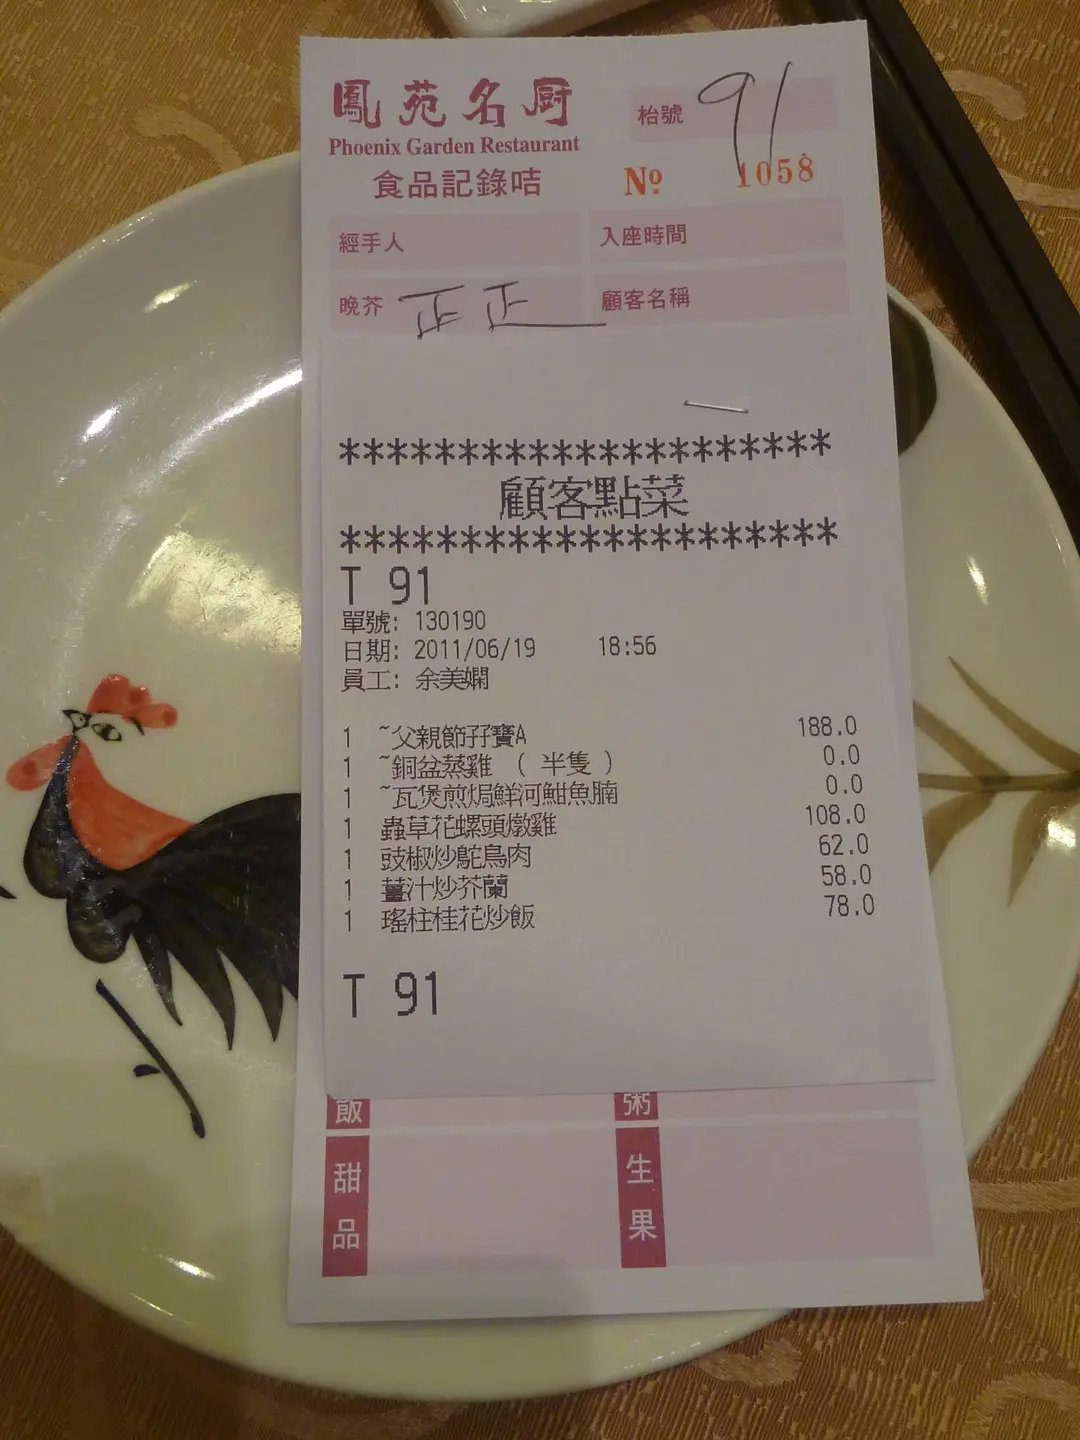 鳳苑名厨
Phoenix Garden Restaurant
食品記錄咭
枱號 91
Nº 1058
經手人
入座時間
晚芥 正正
顧客名稱
*********************
顧客點菜
*********************
T 91
單號: 130190
日期: 2011/06/19 18:56
員工: 余美嫻
1 ~父親節孖寶A 188.0
1 ~銅盆蒸雞 ( 半隻 ) 0.0
1 ~瓦煲煎焗鮮河魽魚腩 0.0
1 蟲草花螺頭燉雞 108.0
1 豉椒炒鴕鳥肉 62.0
1 薑汁炒芥蘭 58.0
1 瑤柱桂花炒飯 78.0
T 91
飯
粥
甜品
生果